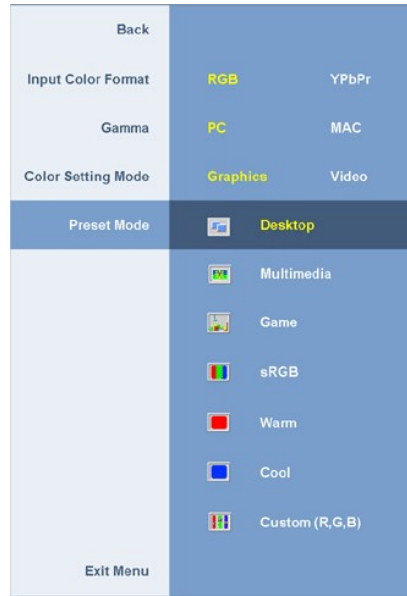 Back
Input Color Format RGB YPbPr
Gamma PC MAC
Color Setting Mode Graphics Video
Preset Mode Desktop
Multimedia
Game
sRGB
Warm
Cool
Custom (R,G,B)
Exit Menu